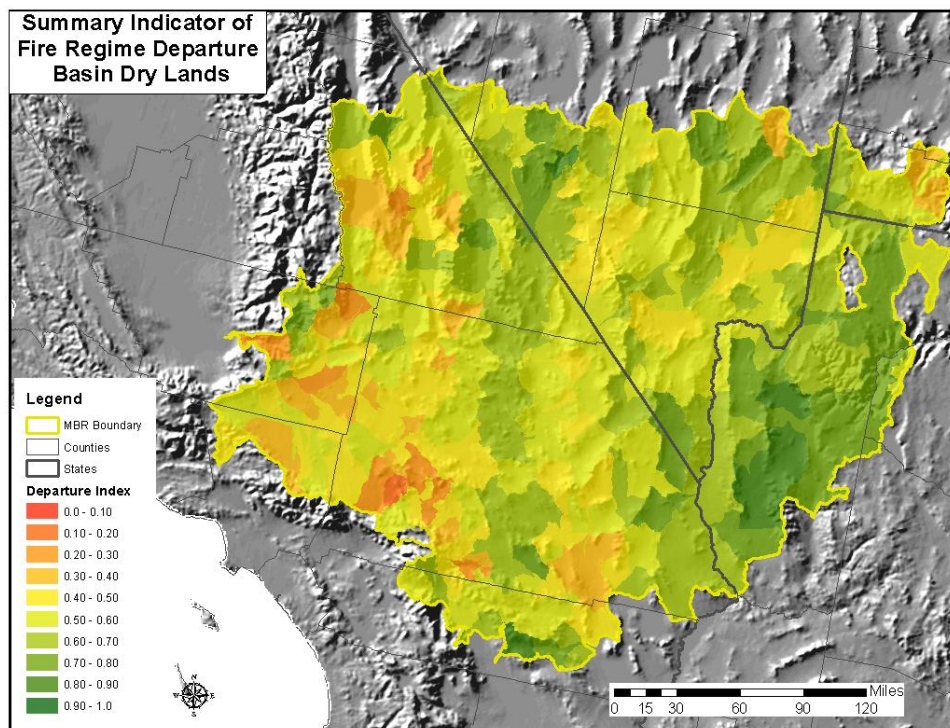 Summary Indicator of
Fire Regime Departure
Basin Dry Lands
Legend
MBR Boundary
Counties
States
Departure Index
0.0 - 0.10
0.10 - 0.20
0.20 - 0.30
0.30 - 0.40
0.40 - 0.50
0.50 - 0.60
0.60 - 0.70
0.70 - 0.80
0.80 - 0.90
0.90 - 1.0
N
W E
S
Miles
0 15 30 60 90 120